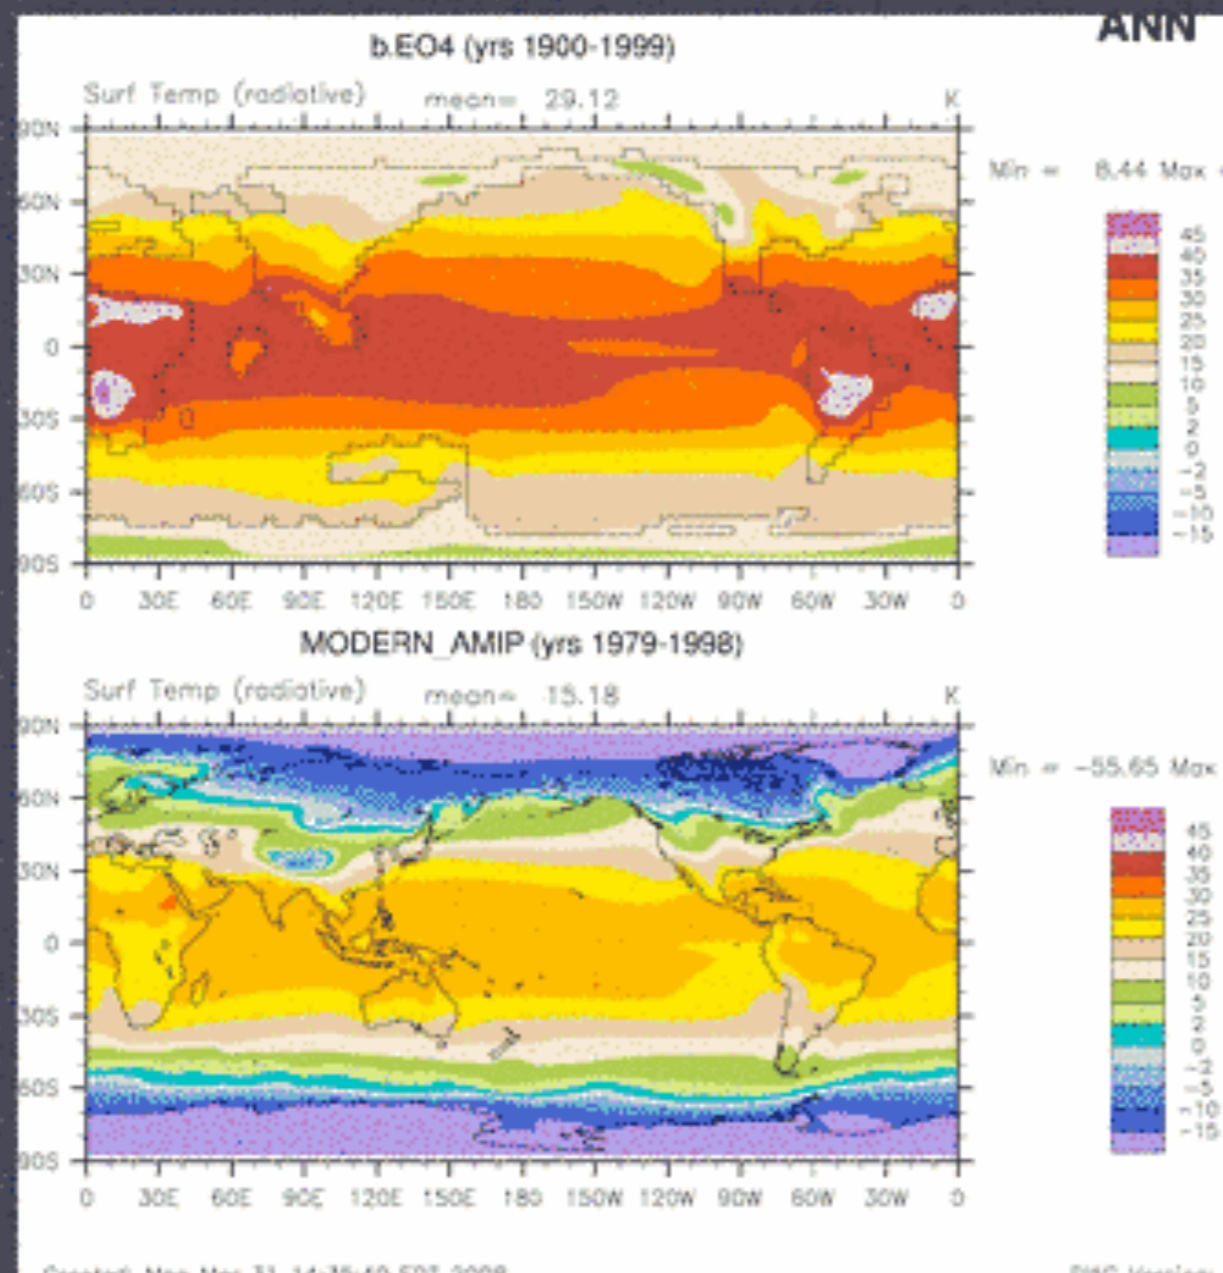 ANN
b.EO4 (yrs 1900-1999)
Surf Temp (radiative) mean= 29.12 K
Min = 8.44 Max
90N
60N
30N
0
30S
60S
90S
0 30E 60E 90E 120E 150E 180 150W 120W 90W 60W 30W 0
45
40
35
30
25
20
15
10
5
2
0
-2
-5
-10
-15
MODERN_AMIP (yrs 1979-1998)
Surf Temp (radiative) mean= 15.18 K
Min = -55.65 Max
90N
60N
30N
0
30S
60S
90S
0 30E 60E 90E 120E 150E 180 150W 120W 90W 60W 30W 0
45
40
35
30
25
20
15
10
5
2
0
-2
-5
-10
-15